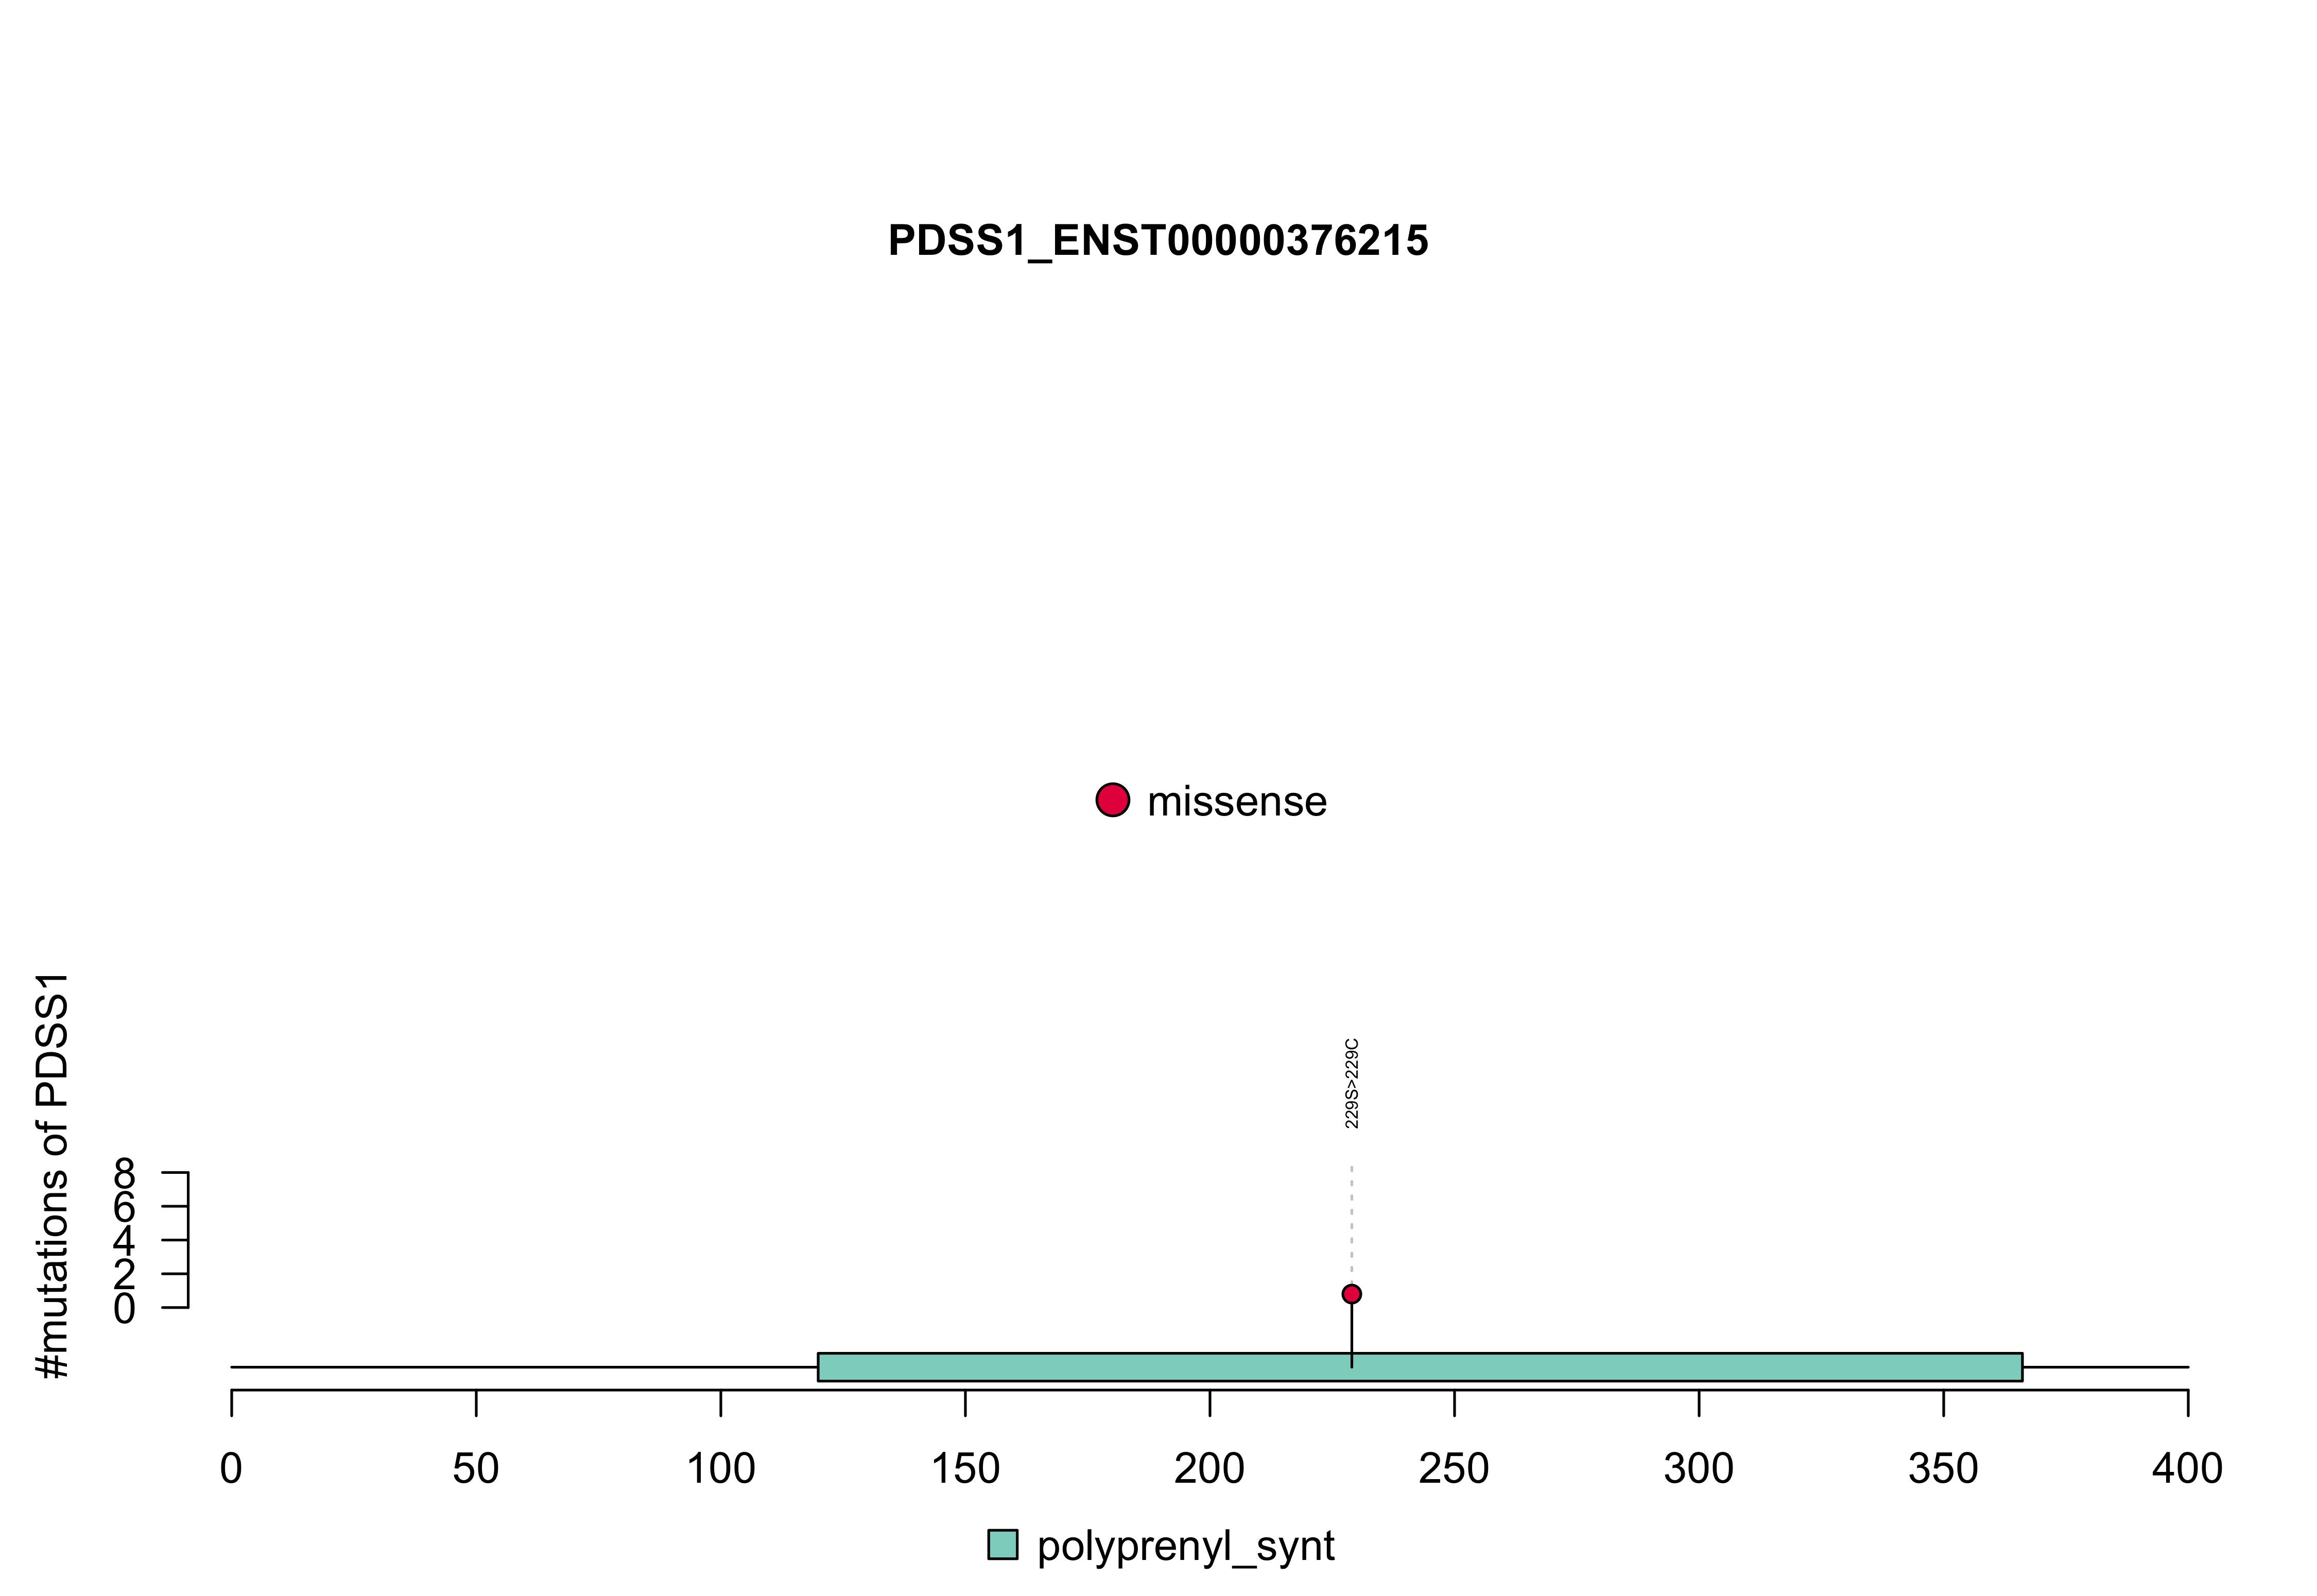 PDSS1_ENST00000376215
missense
#mutations of PDSS1
229S>229C
8
6
4
2
0
0 50 100 150 200 250 300 350 400
polyprenyl_synt